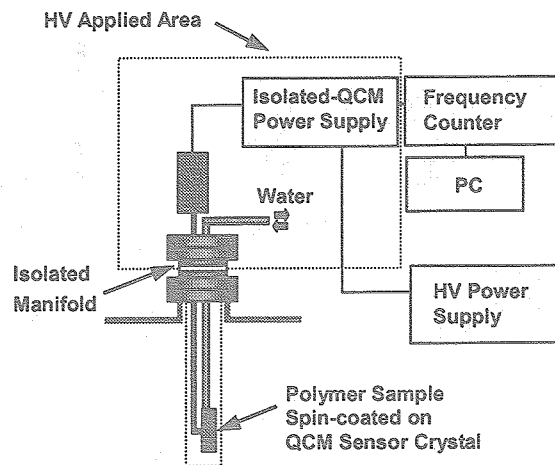 HV Applied Area
Isolated-QCM
Power Supply
Frequency
Counter
PC
Water
Isolated
Manifold
HV Power
Supply
Polymer Sample
Spin-coated on
QCM Sensor Crystal